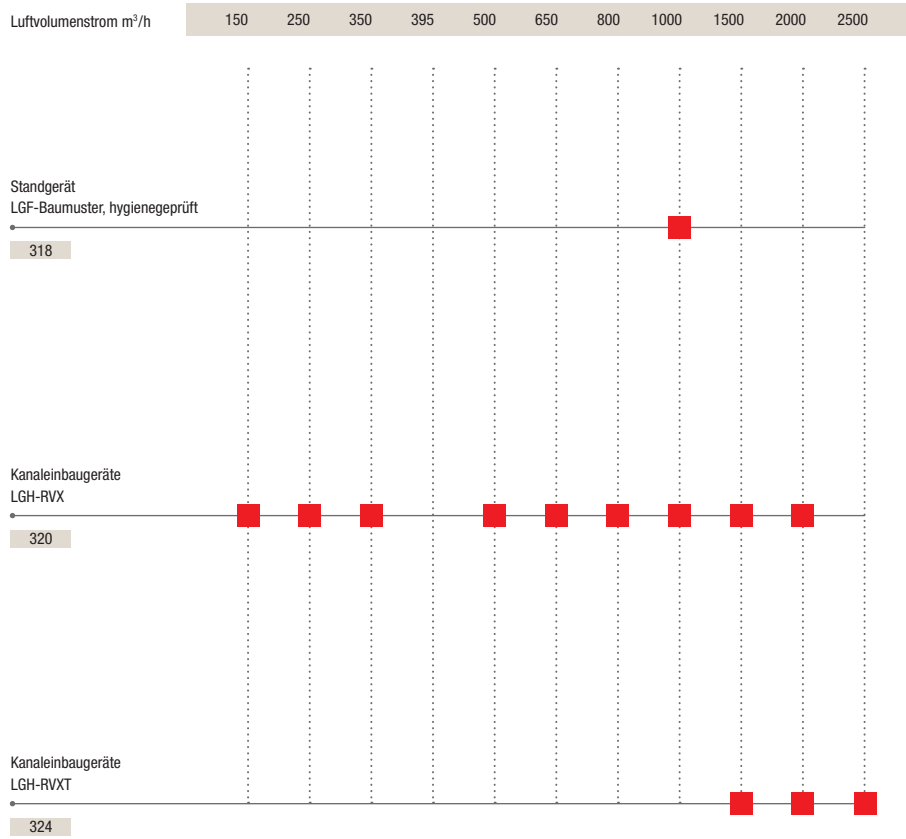 Luftvolumenstrom m³/h 150 250 350 395 500 650 800 1000 1500 2000 2500
Standgerät
LGF-Baumuster, hygienegeprüft
318
Kanaleinbaugeräte
LGH-RVX
320
Kanaleinbaugeräte
LGH-RVXT
324